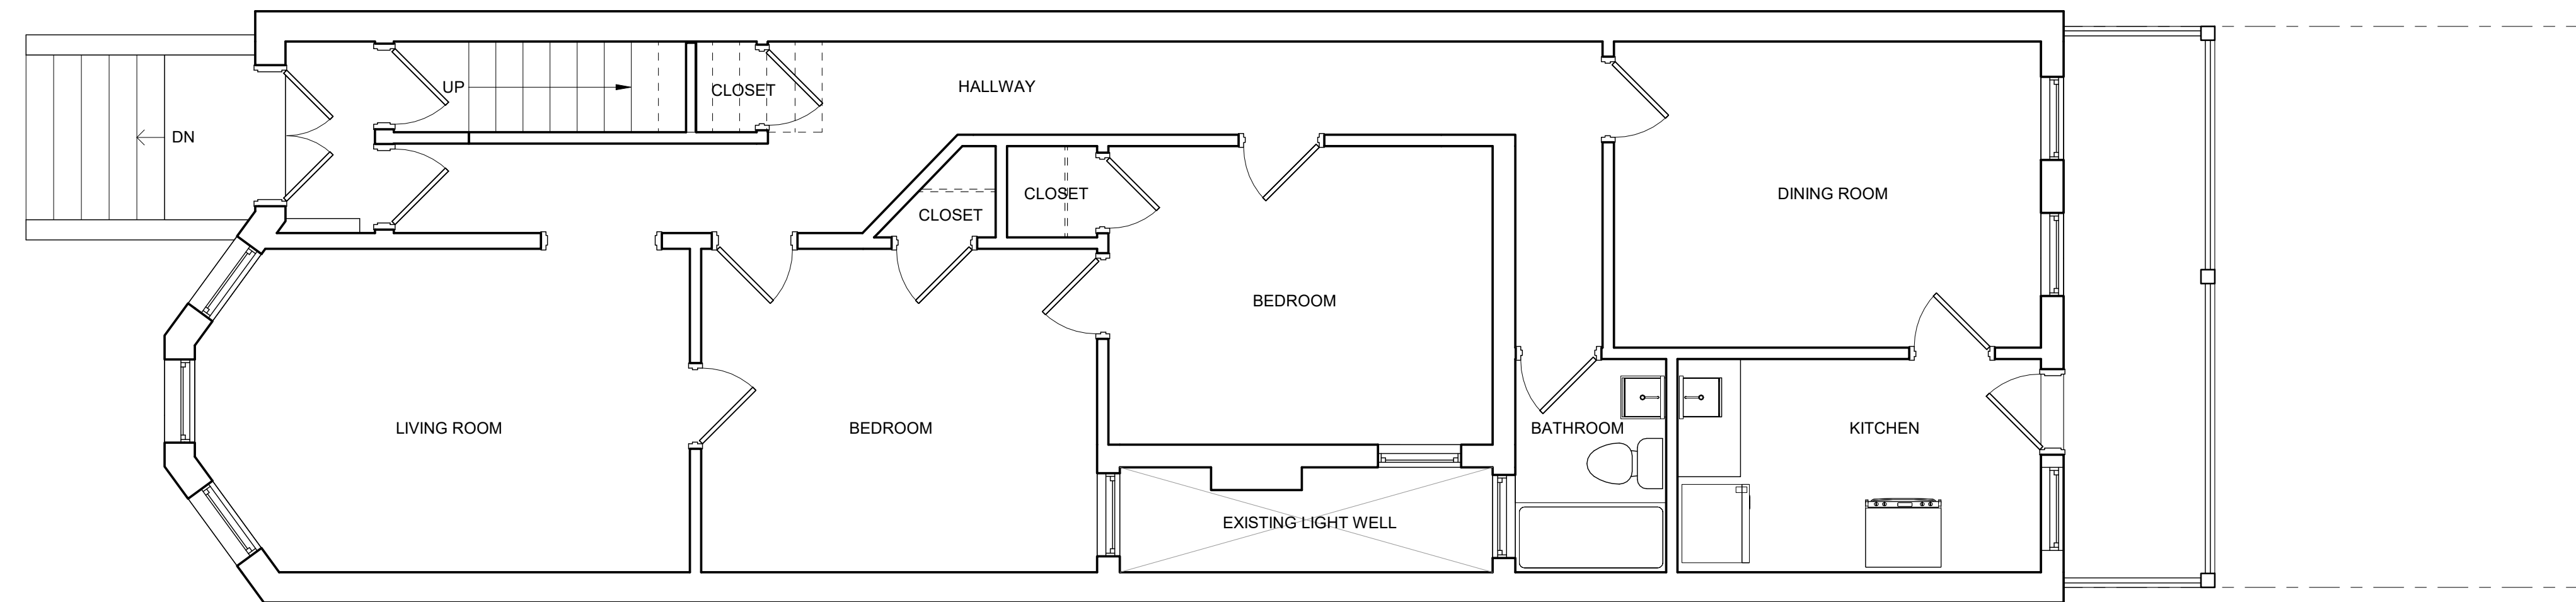 UP
CLOSET
HALLWAY
DN
CLOSET
CLOSET
DINING ROOM
BEDROOM
LIVING ROOM
BEDROOM
BATHROOM
KITCHEN
EXISTING LIGHT WELL